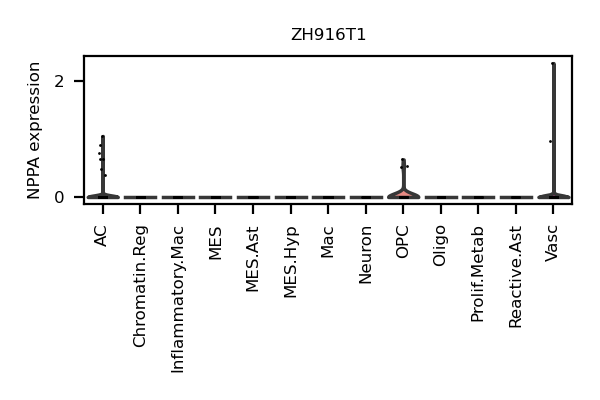 ZH916T1
NPPA expression
2
0
AC
Chromatin.Reg
Inflammatory.Mac
MES
MES.Ast
MES.Hyp
Mac
Neuron
OPC
Oligo
Prolif.Metab
Reactive.Ast
Vasc